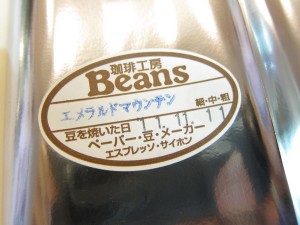 珈琲工房
Beans
エメラルドマウンテン
細・中・粗
豆を焼いた日 '11.11.11
ペーパー・豆・メーカー
エスプレッソ・サイホン